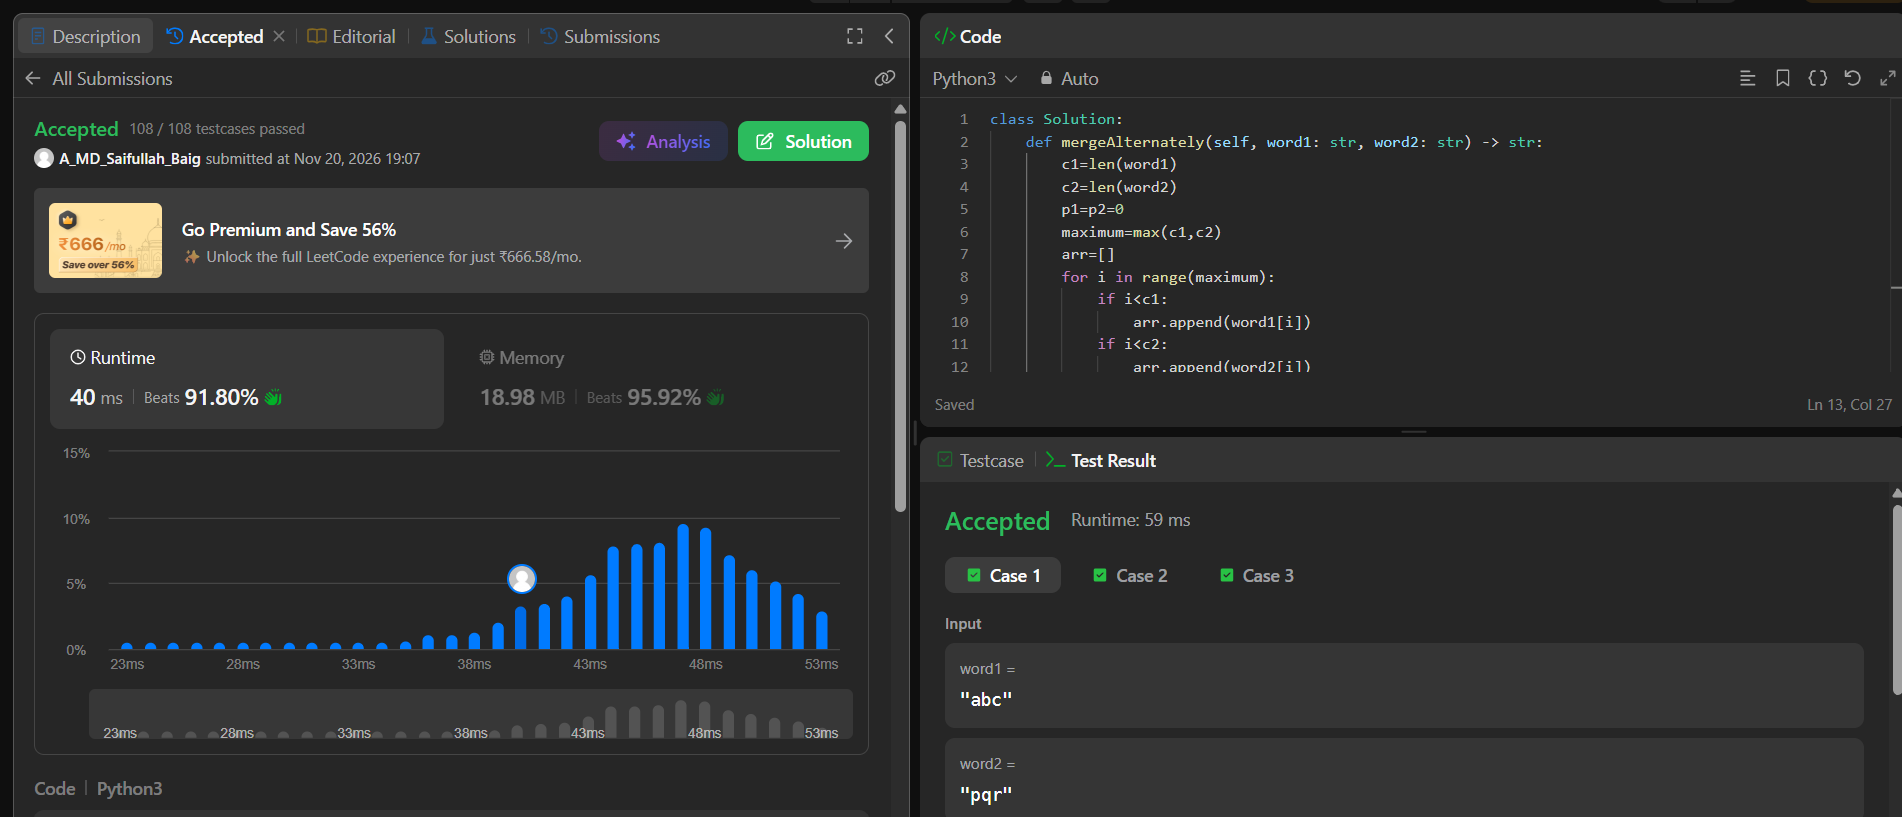 Description
Accepted
Editorial
Solutions
Submissions
All Submissions
Accepted 108 / 108 testcases passed
A_MD_Saifullah_Baig submitted at Nov 20, 2026 19:07
Analysis
Solution
₹666/mo
Save over 56%
Go Premium and Save 56%
Unlock the full LeetCode experience for just ₹666.58/mo.
Runtime
40 ms Beats 91.80%
Memory
18.98 MB Beats 95.92%
15%
10%
5%
0%
23ms 28ms 33ms 38ms 43ms 48ms 53ms
23ms 28ms 33ms 38ms 43ms 48ms 53ms
Code Python3
</> Code
Python3 Auto
1 class Solution:
2 def mergeAlternately(self, word1: str, word2: str) -> str:
3 c1=len(word1)
4 c2=len(word2)
5 p1=p2=0
6 maximum=max(c1,c2)
7 arr=[]
8 for i in range(maximum):
9 if i<c1:
10 arr.append(word1[i])
11 if i<c2:
12 arr.append(word2[i])
Saved
Ln 13, Col 27
Testcase
Test Result
Accepted Runtime: 59 ms
Case 1 Case 2 Case 3
Input
word1 =
"abc"
word2 =
"pqr"